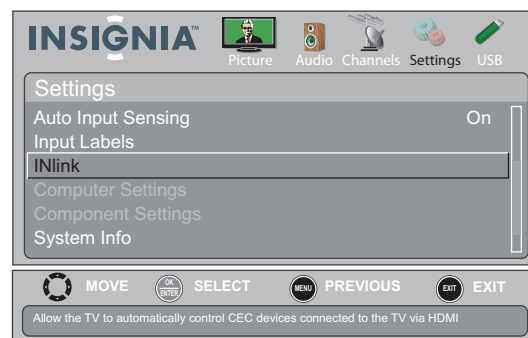 INSIGNIA™
Picture Audio Channels Settings USB
Settings
Auto Input Sensing On
Input Labels
INlink
Computer Settings
Component Settings
System Info
MOVE OK ENTER SELECT MENU PREVIOUS EXIT EXIT
Allow the TV to automatically control CEC devices connected to the TV via HDMI